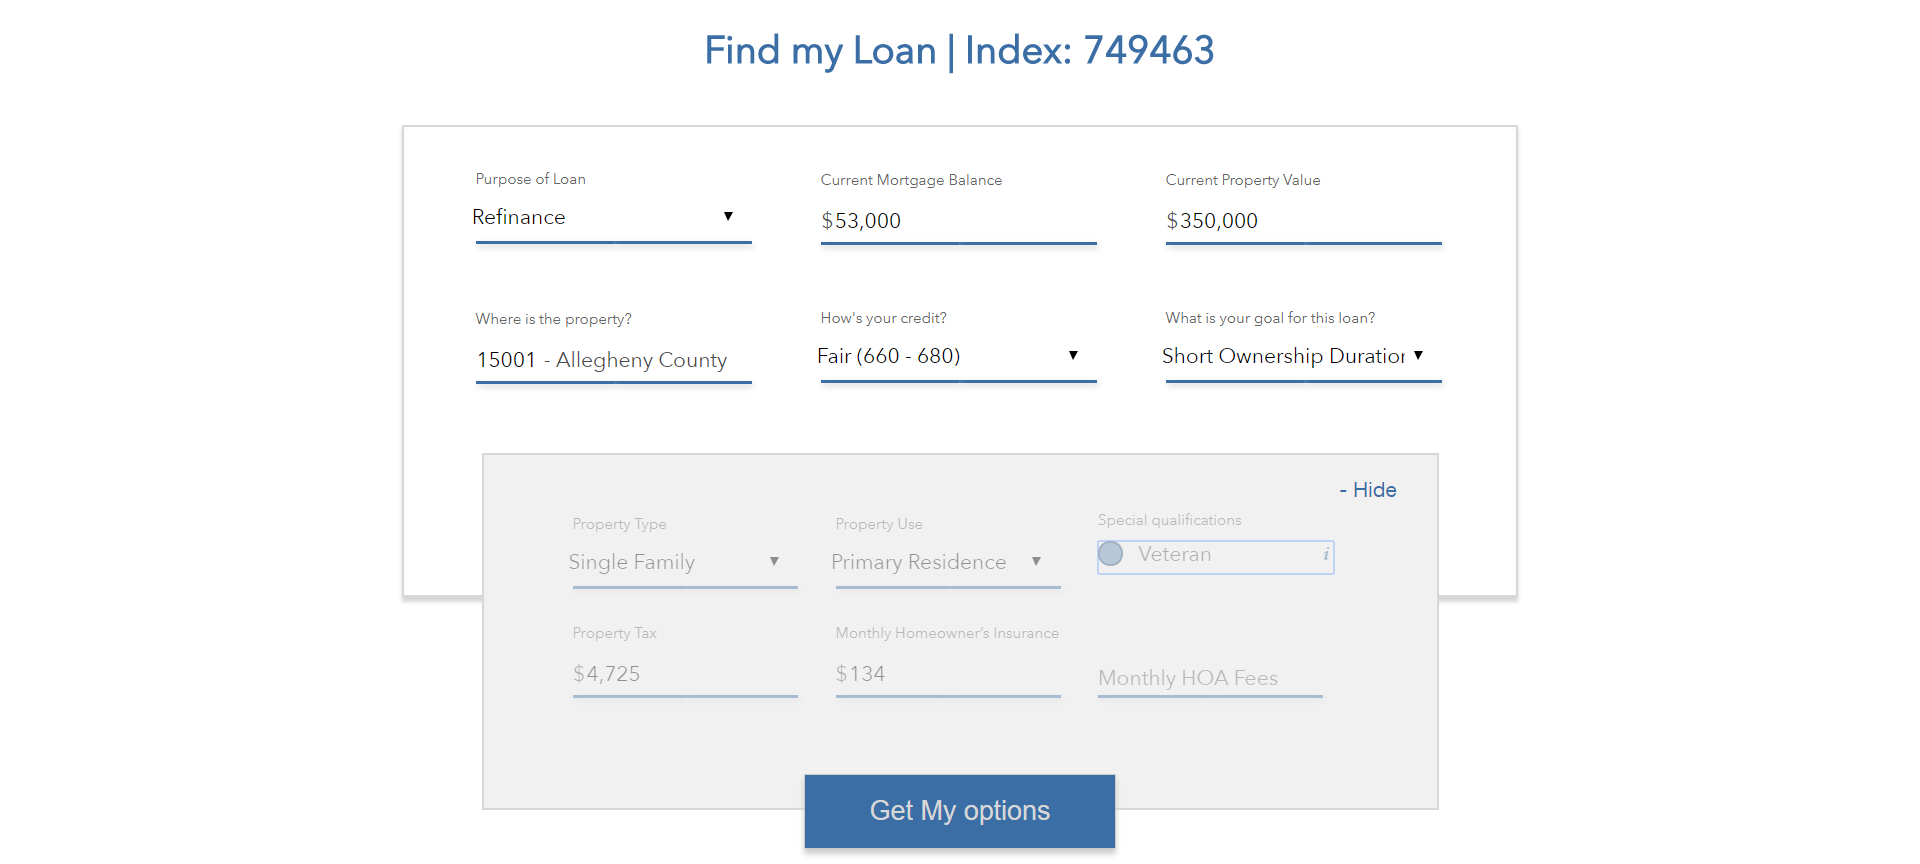 Find my Loan | Index: 749463
Purpose of Loan
Refinance
Current Mortgage Balance
$53,000
Current Property Value
$350,000
Where is the property?
15001 - Allegheny County
How's your credit?
Fair (660 - 680)
What is your goal for this loan?
Short Ownership Duration
- Hide
Property Type
Single Family
Property Use
Primary Residence
Special qualifications
Veteran i
Property Tax
$4,725
Monthly Homeowner's Insurance
$134
Monthly HOA Fees
Get My options